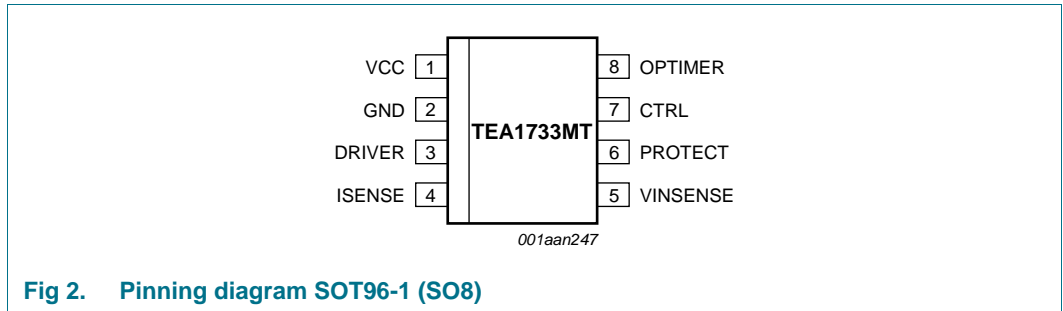 VCC 1 8 OPTIMER
GND 2 7 CTRL
TEA1733MT
DRIVER 3 6 PROTECT
ISENSE 4 5 VINSENSE
001aan247
Fig 2. Pinning diagram SOT96-1 (SO8)